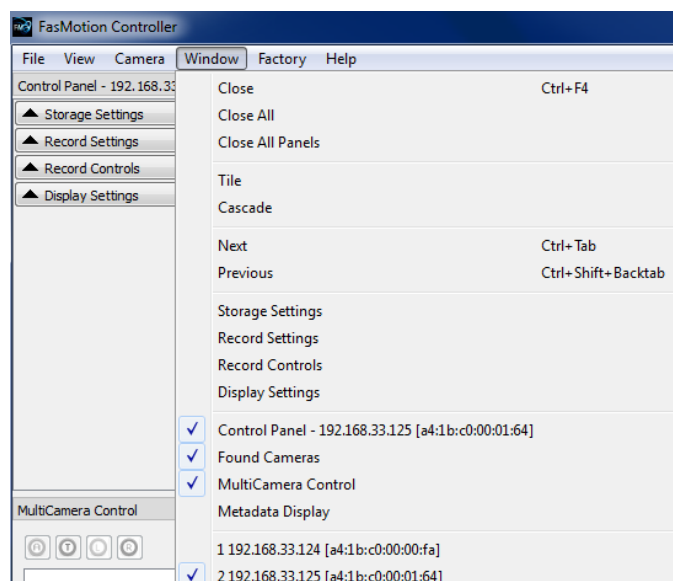 FasMotion Controller
File View Camera Window Factory Help
Control Panel - 192.168.33
Storage Settings
Record Settings
Record Controls
Display Settings
Close Ctrl+F4
Close All
Close All Panels
Tile
Cascade
Next Ctrl+Tab
Previous Ctrl+Shift+Backtab
Storage Settings
Record Settings
Record Controls
Display Settings
Control Panel - 192.168.33.125 [a4:1b:c0:00:01:64]
Found Cameras
MultiCamera Control
Metadata Display
1 192.168.33.124 [a4:1b:c0:00:00:fa]
2 192.168.33.125 [a4:1b:c0:00:01:64]
MultiCamera Control
T L R